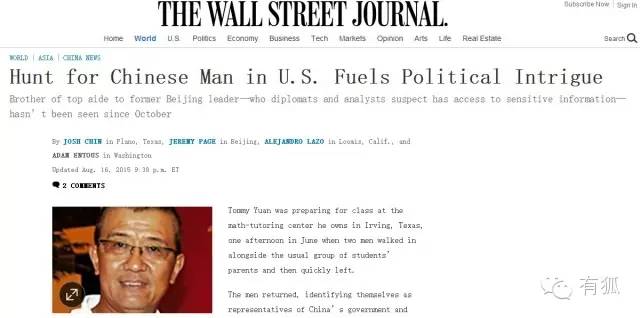 THE WALL STREET JOURNAL.
Subscribe Now | Sign In
Home World U.S. Politics Economy Business Tech Markets Opinion Arts Life Real Estate Search
WORLD | ASIA | CHINA NEWS
Hunt for Chinese Man in U.S. Fuels Political Intrigue
Brother of top aide to former Beijing leader—who diplomats and analysts suspect has access to sensitive information—
hasn't been seen since October
By JOSH CHIN in Plano, Texas, JEREMY PAGE in Beijing, ALEJANDRO LAZO in Loomis, Calif., and
ADAM ENTOUS in Washington
Updated Aug. 16, 2015 9:38 p.m. ET
2 COMMENTS
Tommy Yuan was preparing for class at the
math-tutoring center he owns in Irving, Texas,
one afternoon in June when two men walked in
alongside the usual group of students'
parents and then quickly left.
The men returned, identifying themselves as
representatives of China's government and
有狐